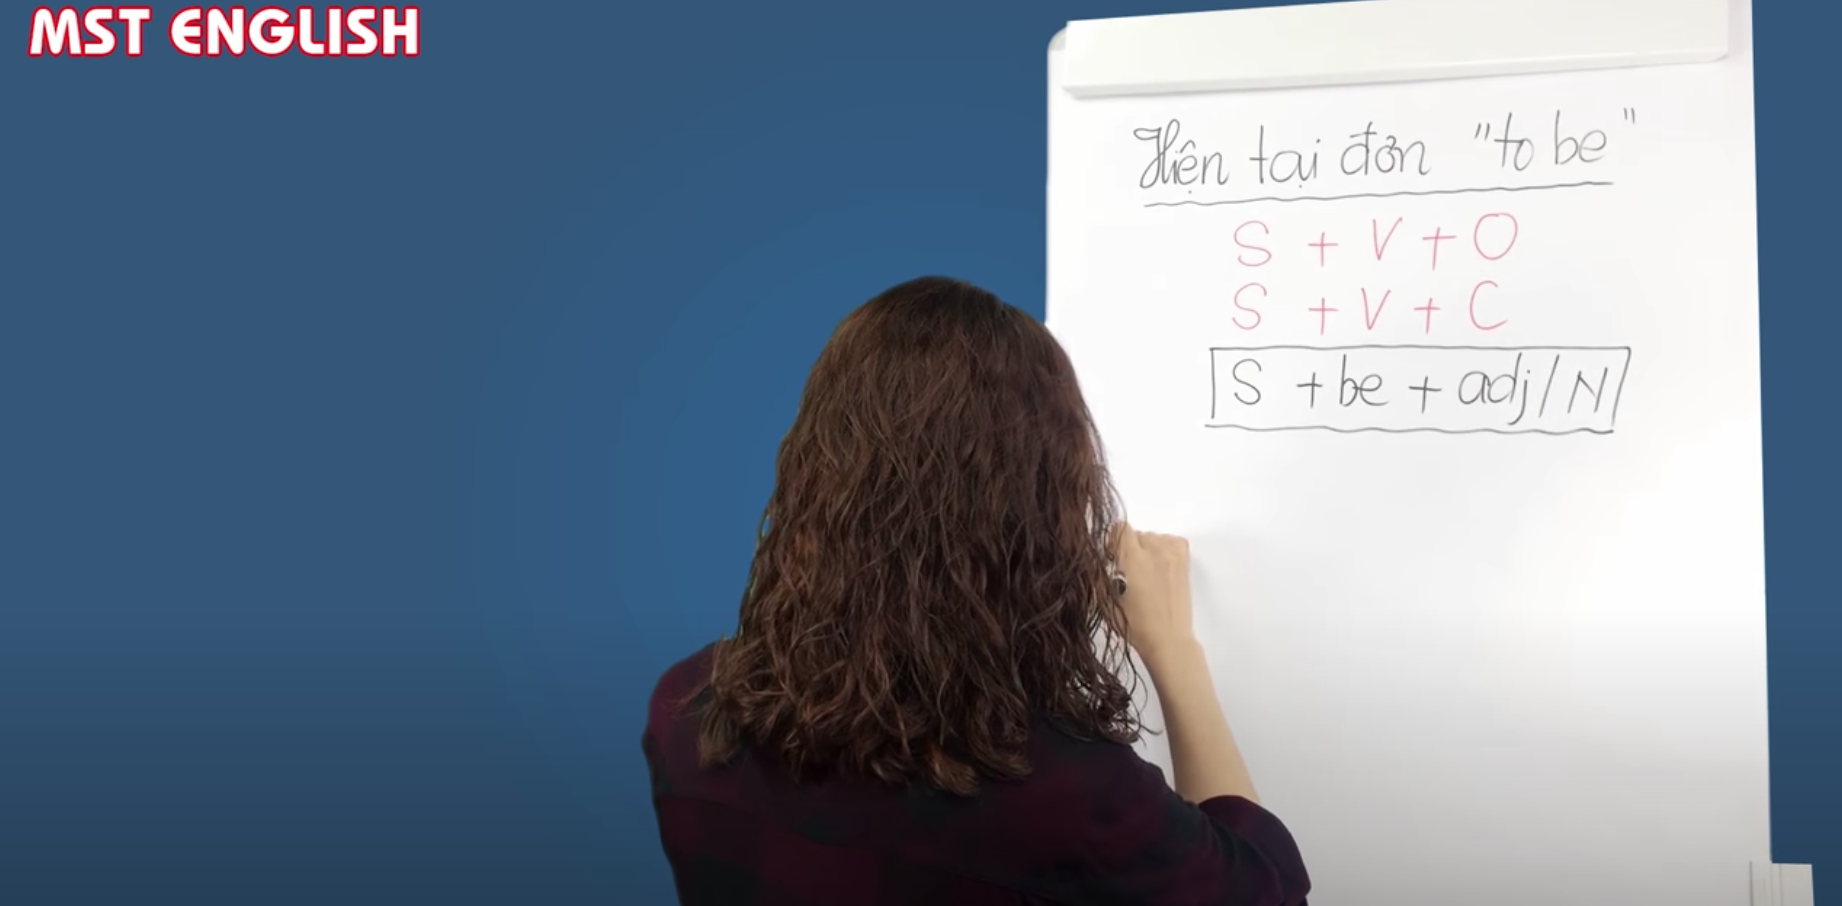 MST ENGLISH
Hiện tại đơn "to be"
S + V + O
S + V + C
S + be + adj/N